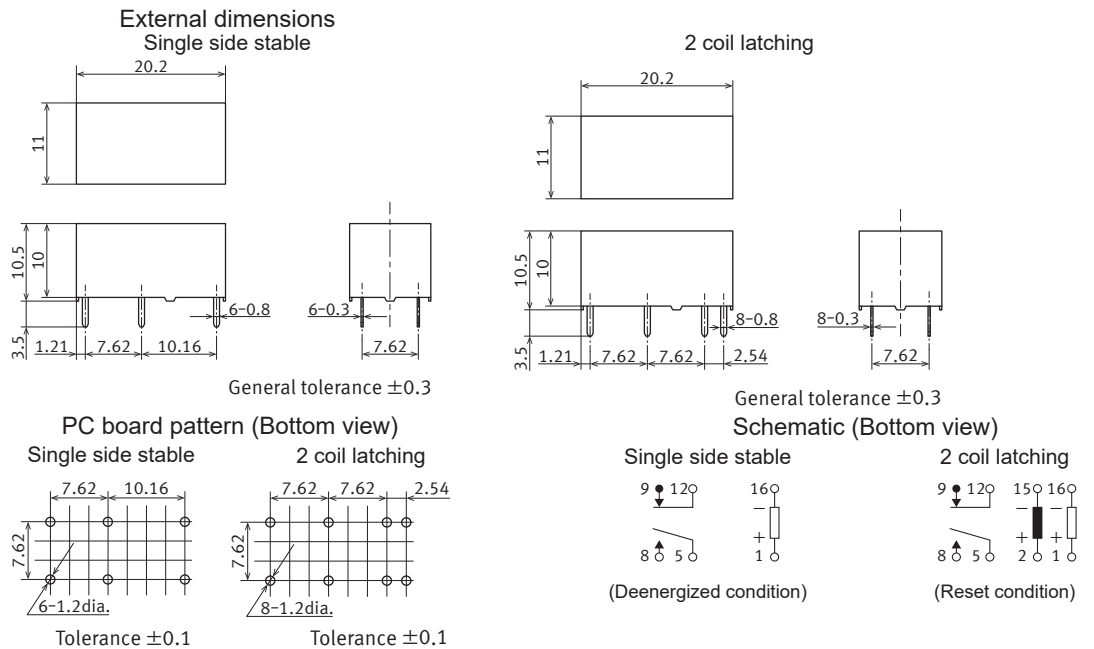 External dimensions
Single side stable
20.2
11
10.5
10
3.5
1.21
7.62
10.16
6-0.8
6-0.3
7.62
General tolerance ±0.3
2 coil latching
20.2
11
10.5
10
3.5
1.21
7.62
7.62
2.54
8-0.8
8-0.3
7.62
General tolerance ±0.3
PC board pattern (Bottom view)
Single side stable
7.62
10.16
7.62
6-1.2dia.
Tolerance ±0.1
2 coil latching
7.62
7.62
2.54
7.62
8-1.2dia.
Tolerance ±0.1
Schematic (Bottom view)
Single side stable
9 12 16
−
+
8 5 1
(Deenergized condition)
2 coil latching
9 12 15 16
− −
+ +
8 5 2 1
(Reset condition)